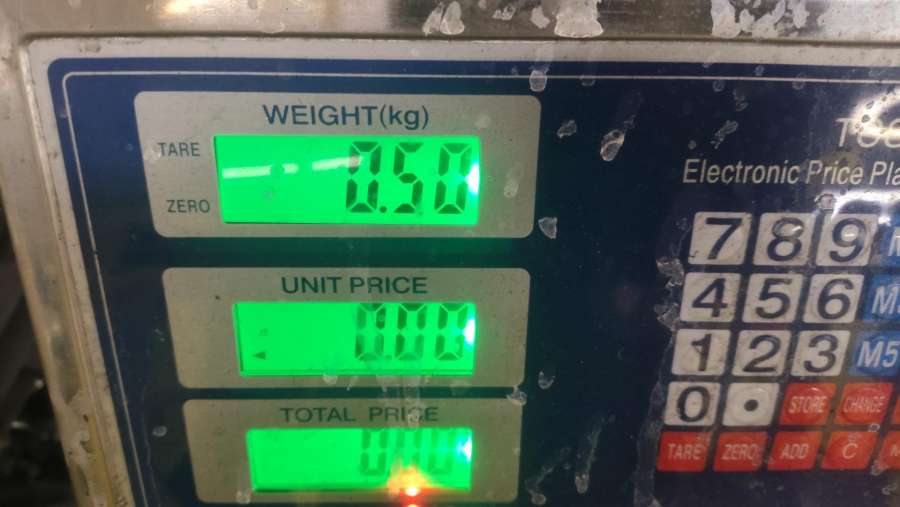 WEIGHT(kg)
TARE
0.50
ZERO
UNIT PRICE
0.00
TOTAL PRICE
0.00
Electronic Price
7 8 9
4 5 6
1 2 3 M5
0 . STORE CHANGE
TARE ZERO ADD C